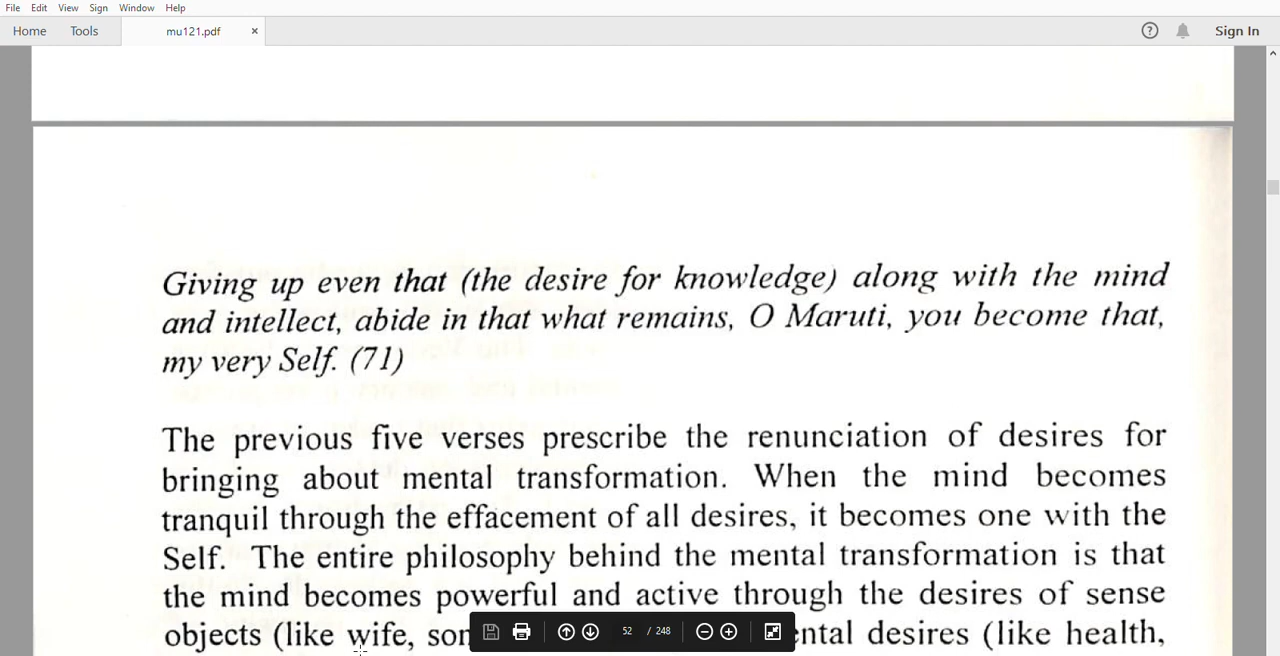 File Edit View Sign Window Help
Home Tools mu121.pdf × Sign In
Giving up even that (the desire for knowledge) along with the mind
and intellect, abide in that what remains, O Maruti, you become that,
my very Self. (71)
The previous five verses prescribe the renunciation of desires for
bringing about mental transformation. When the mind becomes
tranquil through the effacement of all desires, it becomes one with the
Self. The entire philosophy behind the mental transformation is that
the mind becomes powerful and active through the desires of sense
objects (like wife, ental desires (like health,
52 / 248